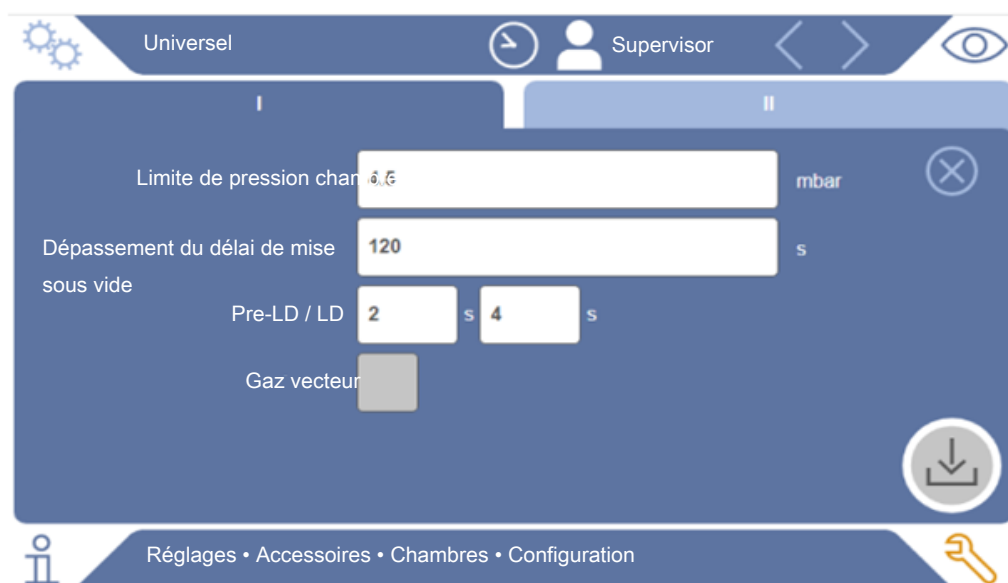 Universel
Supervisor
I
II
Limite de pression cham
mbar
Dépassement du délai de mise
sous vide
120
s
Pre-LD / LD
2
s
4
s
Gaz vecteur
Réglages • Accessoires • Chambres • Configuration